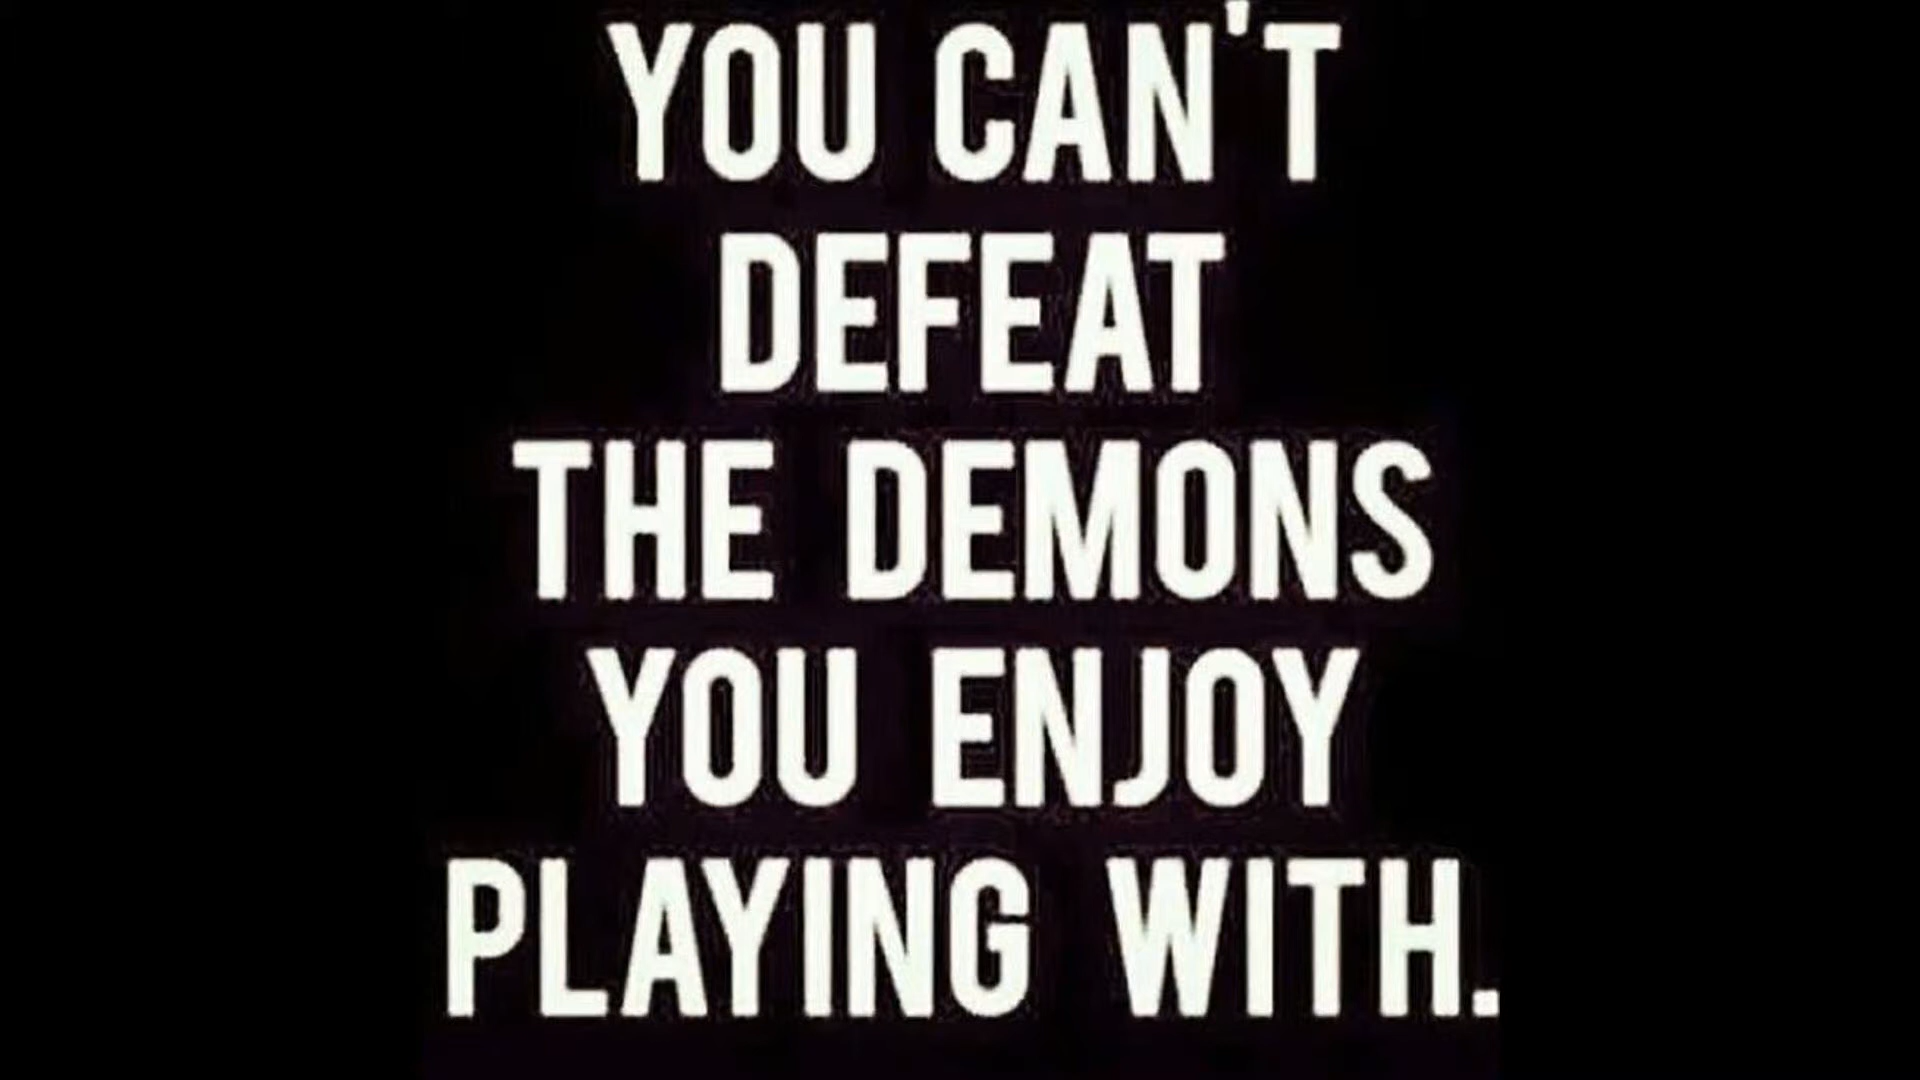 YOU CAN'T
DEFEAT
THE DEMONS
YOU ENJOY
PLAYING WITH.